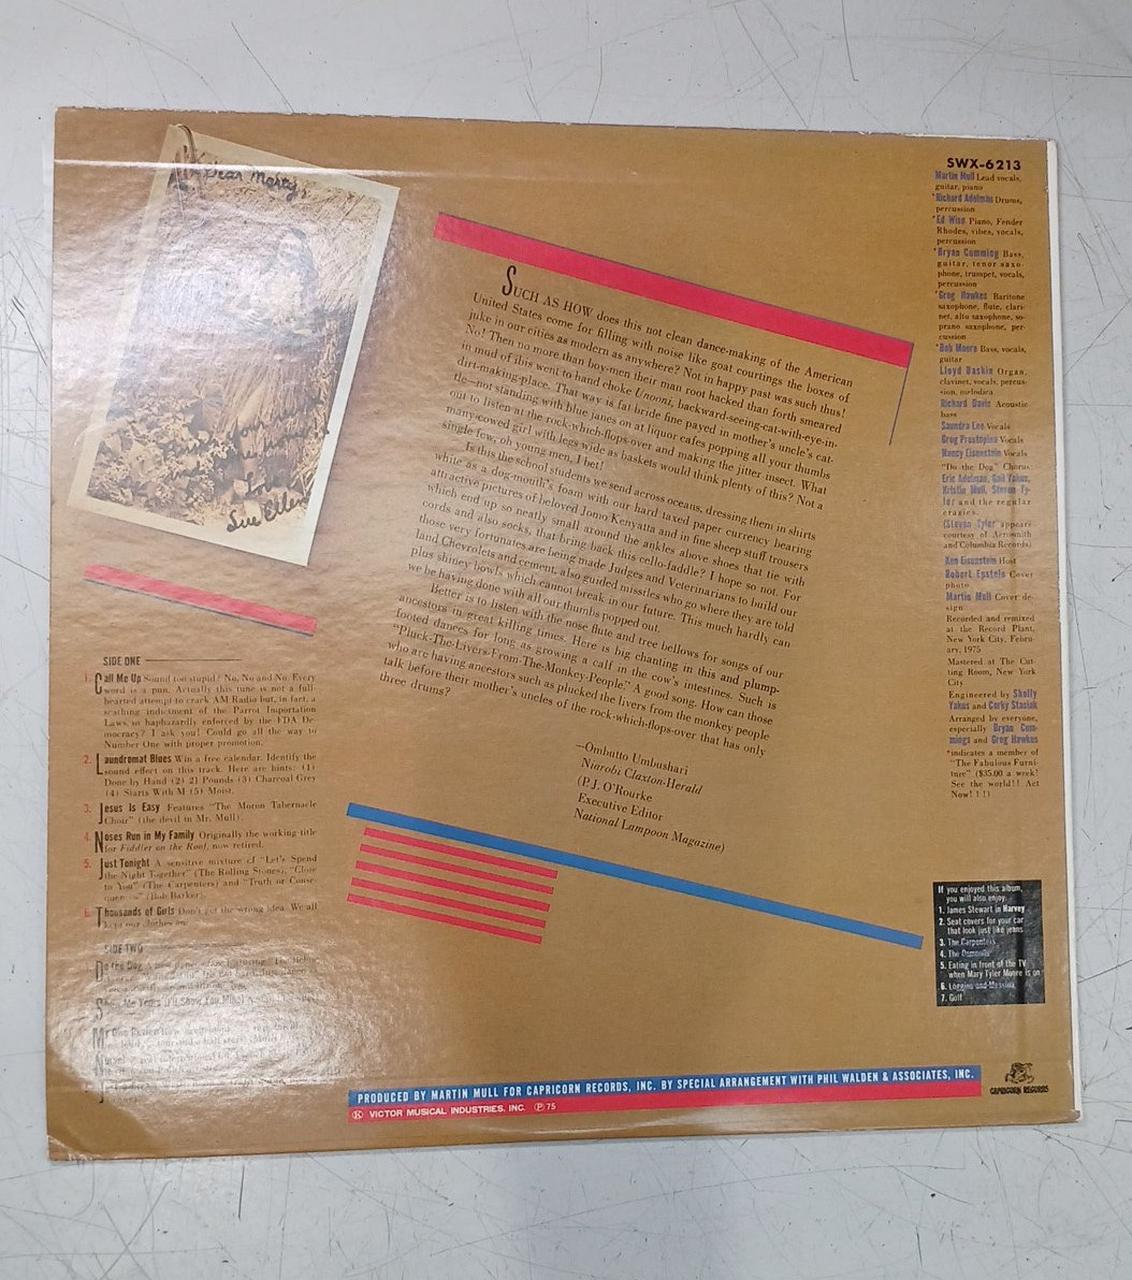 Dear Marty,
Love
Sue Ellen
SUCH AS HOW does this not clean dance-making of the American
United States come for filling with noise like goat courtings the boxes of
juke in our cities as modern as anywhere? Not in happy past was such thus!
No! Then no more than boy-men their man root hacked than forth smeared
in mud of this went to hand choke Unooni, backward-seeing-cat-with-eye-in-
dirt-making-place. That way is fat bride fine payed in mother's uncle's cat-
tle—not standing with blue janes on at liquor cafes popping all your thumbs
out to listen at the rock-which-flops-over and making the jitter insect. What
many-cowed girl with legs wide as baskets would think plenty of this? Not a
single few, oh young men, I bet!
Is this the school students we send across oceans, dressing them in shirts
white as a dog-month's foam with our hard taxed paper currency bearing
attractive pictures of beloved Jomo Kenyatta and in fine sheep stuff trousers
which end up so neatly small around the ankles above shoes that tie with
cords and also socks, that bring back this cello-faddle? I hope so not. For
those very fortunates are being made Judges and Veterinarians to build our
land Chevrolets and cement, also guided missiles who go where they are told
plus shiney bowls which cannot break in our future. This much hardly can
we be having done with all our thumbs popped out.
Better is to listen with the nose flute and tree bellows for songs of our
ancestors in great killing times. Here is big chanting in this and plump-
footed dances for long as growing a calf in the cow's intestines. Such is
"Pluck-The-Livers-From-The-Monkey-People." A good song. How can those
who are having ancestors such as plucked the livers from the monkey people
talk before their mother's uncles of the rock-which-flops-over that has only
three drums?
—Ombutto Umbushari
Niarobi Claxton-Herald
(P.J. O'Rourke
Executive Editor
National Lampoon Magazine)
SIDE ONE
1. Call Me Up Sound too stupid? No, No and No. Every
word is a pun. Actually this tune is not a full-
hearted attempt to crack AM Radio but, in fact, a
scathing indictment of the Parrot Importation
Laws, so haphazardly enforced by the FDA De-
mocracy? I ask you! Could go all the way to
Number One with proper promotion.
2. Laundromat Blues Win a free calendar. Identify the
sound effect on this track. Here are hints: (1)
Done by Hand (2) 21 Pounds (3) Charcoal Grey
(4) Starts With M (5) Moist.
3. Jesus Is Easy Features "The Moron Tabernacle
Choir" (the devil in Mr. Mull).
4. Noses Run in My Family Originally the working title
for Fiddler on the Roof, now retired.
5. Just Tonight A sensitive mixture of "Let's Spend
the Night Together" (The Rolling Stones), "Close
to You" (The Carpenters) and "Truth or Conse-
quences" (Bob Barker).
6. Thousands of Girls Don't get the wrong idea. We all
kept our clothes on.
SIDE TWO
Do the Dog
SWX-6213
Martin Mull Lead vocals,
guitar, piano
*Richard Adelman Drums,
percussion
*Ed Wise Piano, Fender
Rhodes, vibes, vocals,
percussion
*Bryan Cumming Bass,
guitar, tenor saxo-
phone, trumpet, vocals,
percussion
*Greg Hawkes Baritone
saxophone, flute, clari-
net, alto saxophone, so-
prano saxophone, per-
cussion
*Bob Moore Bass, vocals,
guitar
Lloyd Baskin Organ,
clavinet, vocals, percus-
sion, melodica
Richard Davis Acoustic
bass
Saundra Lee Vocals
Greg Prestopino Vocals
Nancy Eisenstein Vocals
"Do the Dog" Chorus
Eric Adelman, Gail Yakus,
Kristin Mull, Steven Ty-
ler and the regular
crazies.
(Steven Tyler appears
courtesy of Aerosmith
and Columbia Records)
Ken Eisenstein Host
Robert Epstein Cover
photo
Martin Mull Cover de-
sign
Recorded and remixed
at the Record Plant,
New York City, Febru-
ary, 1975
Mastered at The Cut-
ting Room, New York
City
Engineered by Shelly
Yakus and Corky Stasiak
Arranged by everyone,
especially Bryan Cum-
mings and Greg Hawkes
*indicates a member of
"The Fabulous Furni-
ture" ($35.00 a week!
See the world!! Act
Now!!!)
If you enjoyed this album,
you will also enjoy:
1. James Stewart in Harvey
2. Seat covers for your car
that look just like jeans
3. The Carpenters
4. The Osmonds
5. Eating in front of the TV
when Mary Tyler Moore is on
6. Loggins and Messina
7. Golf
PRODUCED BY MARTIN MULL FOR CAPRICORN RECORDS, INC. BY SPECIAL ARRANGEMENT WITH PHIL WALDEN & ASSOCIATES, INC.
Ⓚ VICTOR MUSICAL INDUSTRIES, INC. Ⓟ75
CAPRICORN RECORDS